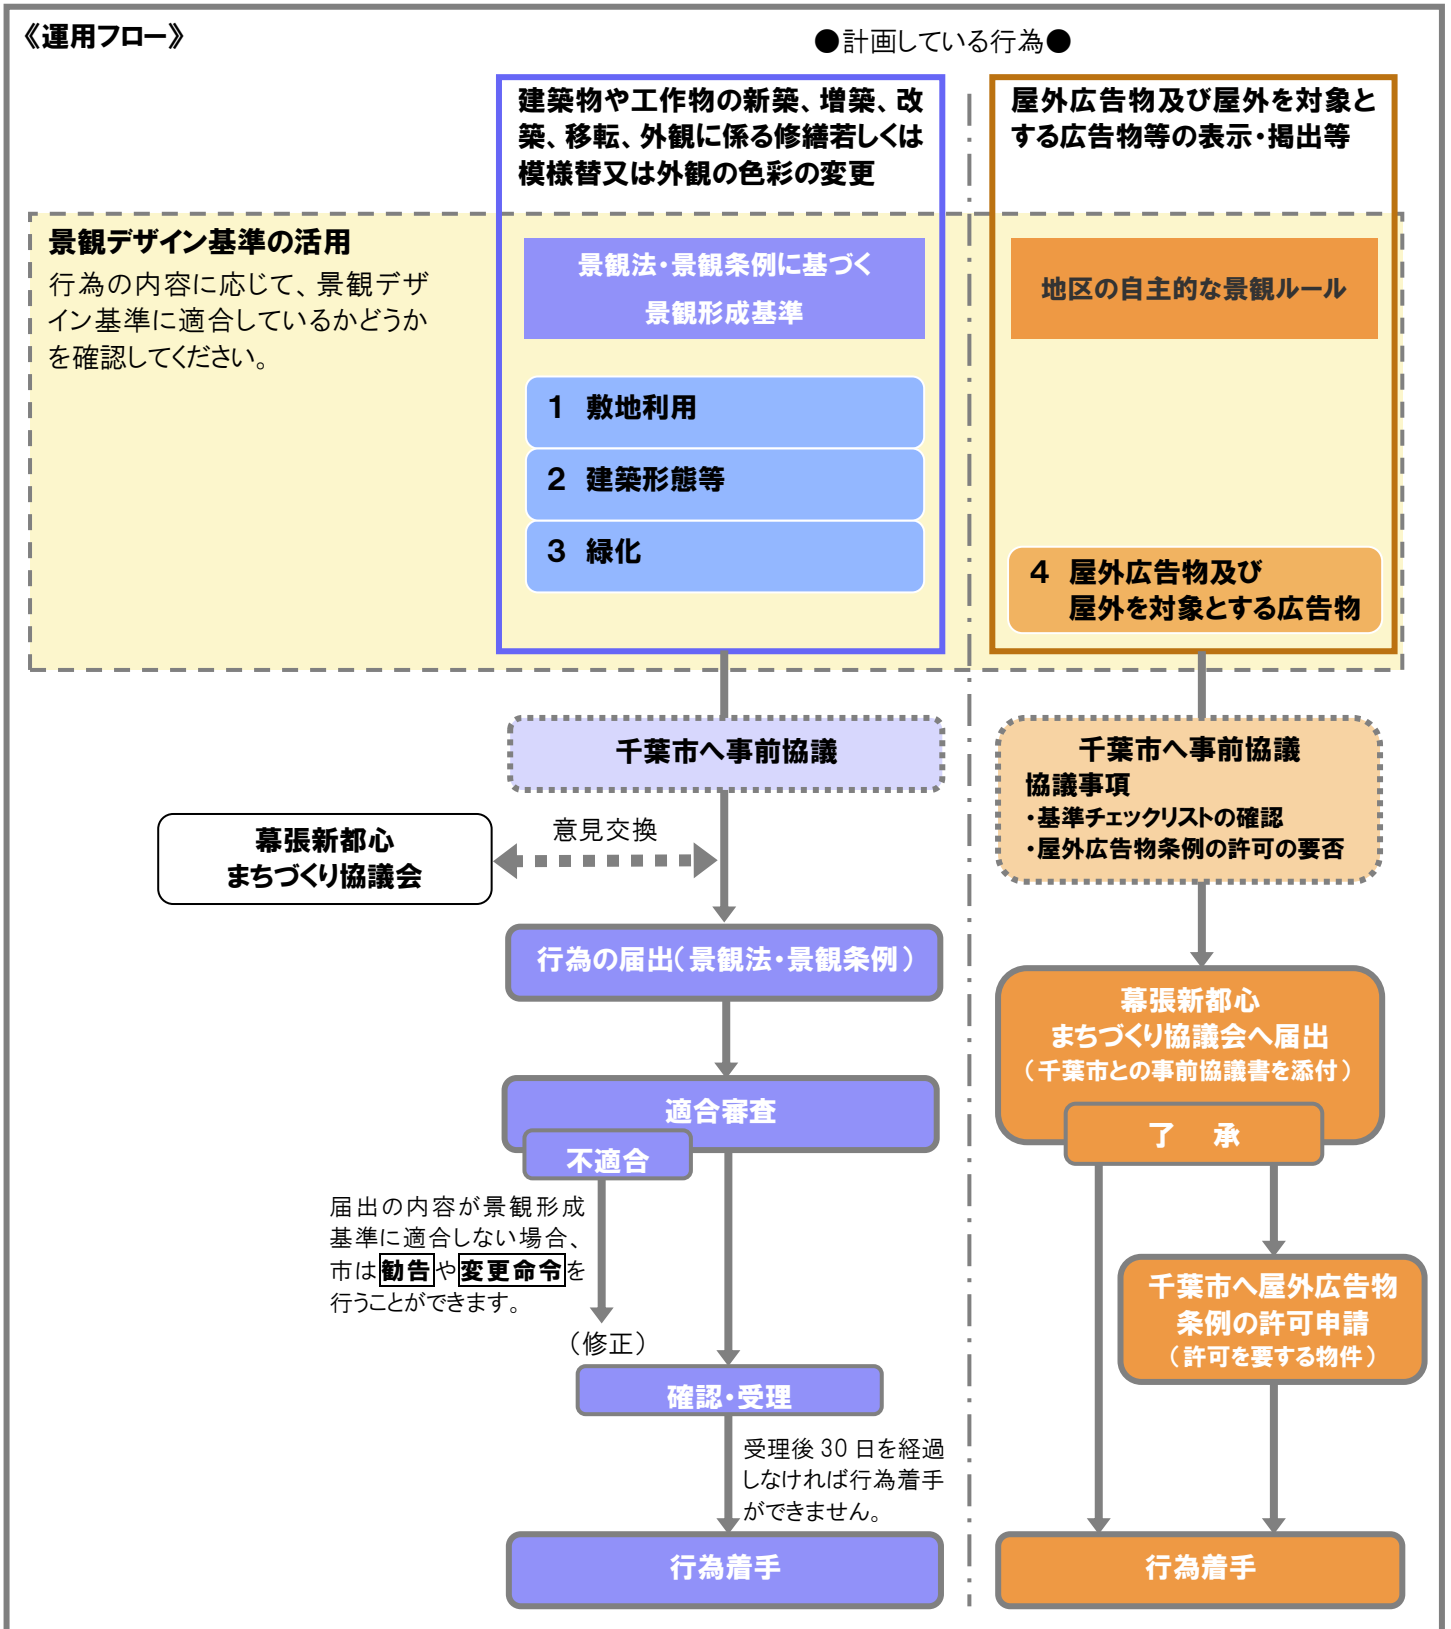 《運用フロー》
●計画している行為●
建築物や工作物の新築、増築、改
築、移転、外観に係る修繕若しくは
模様替又は外観の色彩の変更
屋外広告物及び屋外を対象と
する広告物等の表示・掲出等
景観デザイン基準の活用
行為の内容に応じて、景観デザ
イン基準に適合しているかどうか
を確認してください。
景観法・景観条例に基づく
景観形成基準
1 敷地利用
2 建築形態等
3 緑化
地区の自主的な景観ルール
4 屋外広告物及び
屋外を対象とする広告物
千葉市へ事前協議
意見交換
幕張新都心
まちづくり協議会
行為の届出(景観法・景観条例)
適合審査
不適合
届出の内容が景観形成
基準に適合しない場合、
市は勧告や変更命令を
行うことができます。
(修正)
確認・受理
受理後 30 日を経過
しなければ行為着手
ができません。
行為着手
千葉市へ事前協議
協議事項
・基準チェックリストの確認
・屋外広告物条例の許可の要否
幕張新都心
まちづくり協議会へ届出
(千葉市との事前協議書を添付)
了 承
千葉市へ屋外広告物
条例の許可申請
(許可を要する物件)
行為着手